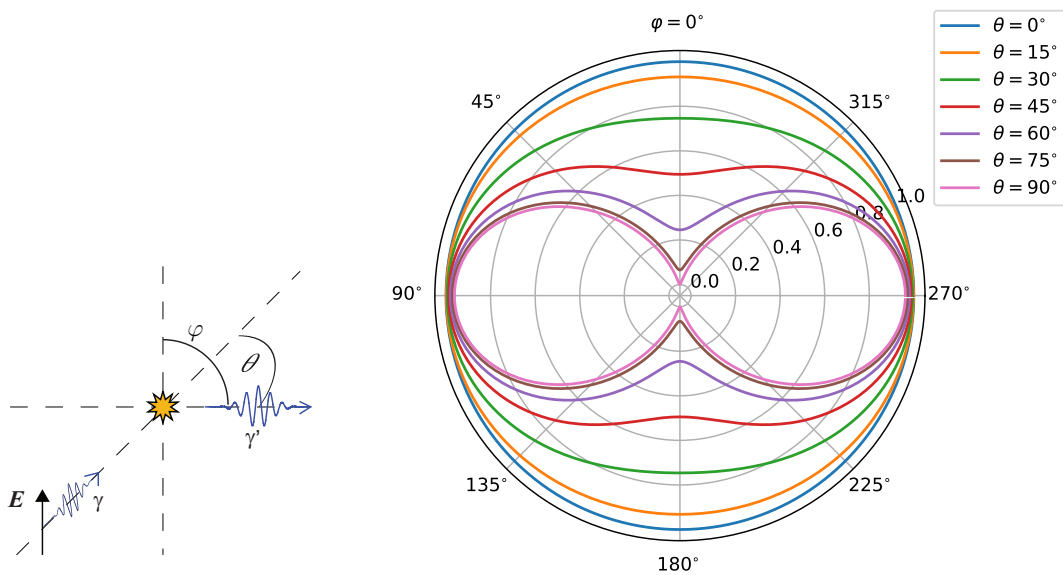 φ = 0°
45°
315°
90°
270°
135°
225°
180°
0.0
0.2
0.4
0.6
0.8
1.0
θ = 0°
θ = 15°
θ = 30°
θ = 45°
θ = 60°
θ = 75°
θ = 90°
φ
θ
γ'
E
γ